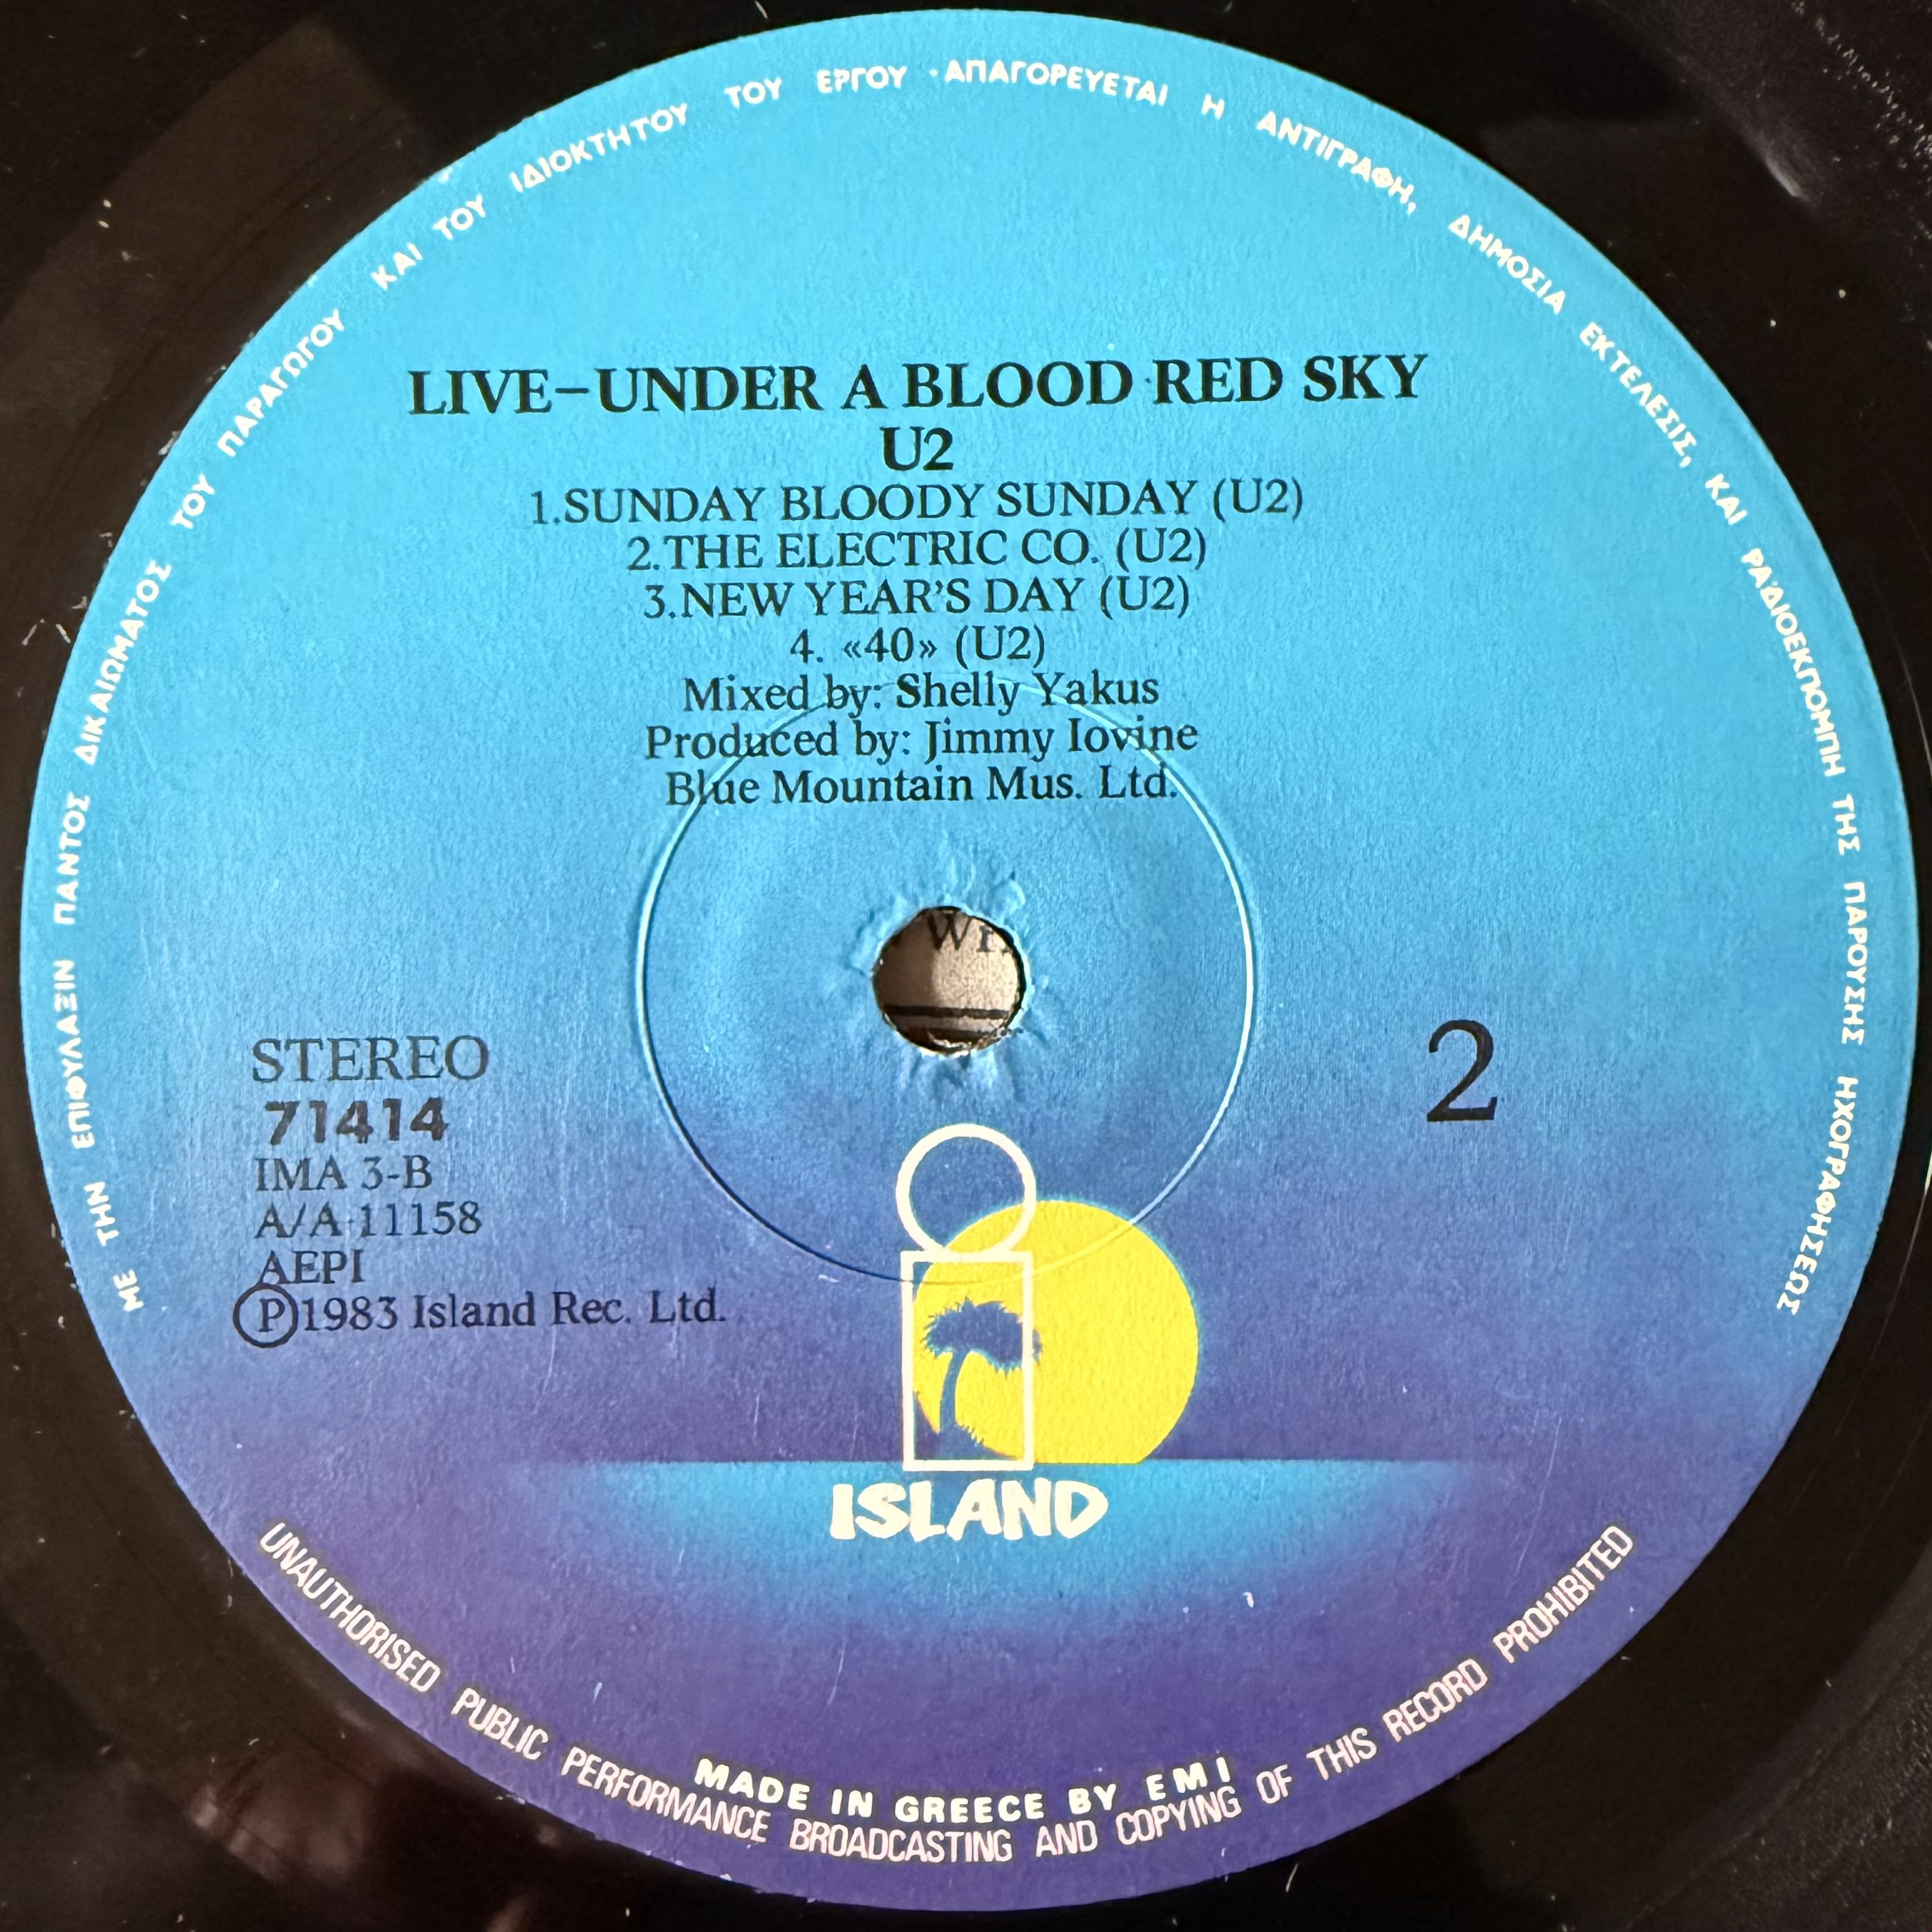 ΜΕ ΤΗΝ ΕΠΙΦΥΛΑΞΙΝ ΠΑΝΤΟΣ ΔΙΚΑΙΩΜΑΤΟΣ ΤΟΥ ΠΑΡΑΓΩΓΟΥ ΚΑΙ ΤΟΥ ΙΔΙΟΚΤΗΤΟΥ ΤΟΥ ΕΡΓΟΥ · ΑΠΑΓΟΡΕΥΕΤΑΙ Η ΑΝΤΙΓΡΑΦΗ, ΔΗΜΟΣΙΑ ΕΚΤΕΛΕΣΙΣ, ΚΑΙ ΡΑΔΙΟΕΚΠΟΜΠΗ ΤΗΣ ΠΑΡΟΥΣΗΣ ΗΧΟΓΡΑΦΗΣΕΩΣ
LIVE–UNDER A BLOOD RED SKY
U2
1.SUNDAY BLOODY SUNDAY (U2)
2.THE ELECTRIC CO. (U2)
3.NEW YEAR'S DAY (U2)
4. «40» (U2)
Mixed by: Shelly Yakus
Produced by: Jimmy Iovine
Blue Mountain Mus. Ltd.
STEREO
71414
IMA 3-B
A/A 11158
AEPI
Ⓟ1983 Island Rec. Ltd.
2
ISLAND
MADE IN GREECE BY EMI
UNAUTHORISED PUBLIC PERFORMANCE BROADCASTING AND COPYING OF THIS RECORD PROHIBITED